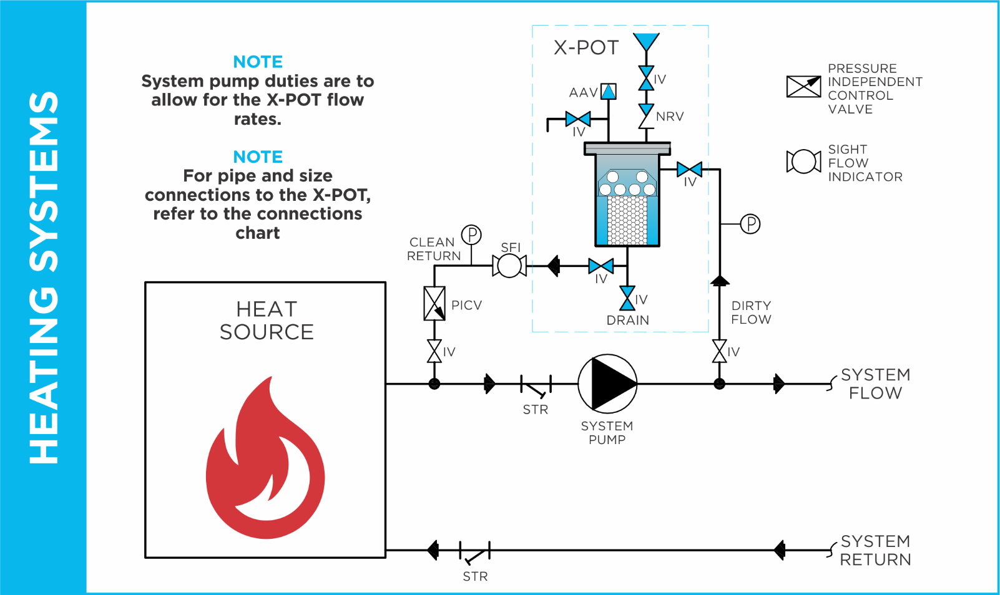 HEATING SYSTEMS
NOTE
System pump duties are to
allow for the X-POT flow
rates.
NOTE
For pipe and size
connections to the X-POT,
refer to the connections
chart
X-POT
IV
AAV
NRV
IV
IV
PRESSURE
INDEPENDENT
CONTROL
VALVE
SIGHT
FLOW
INDICATOR
P
P
CLEAN
RETURN
SFI
IV
IV
DRAIN
PICV
DIRTY
FLOW
IV
IV
HEAT
SOURCE
STR
SYSTEM
PUMP
SYSTEM
FLOW
STR
SYSTEM
RETURN